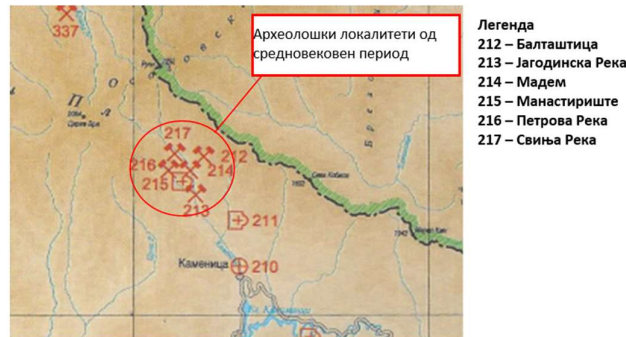 337
Археолошки локалитети од
средновековен период
П
217
216
212
214
215
213
211
Каменица
210
Легенда
212 – Балташтица
213 – Јагодинска Река
214 – Мадем
215 – Манастириште
216 – Петрова Река
217 – Свиња Река